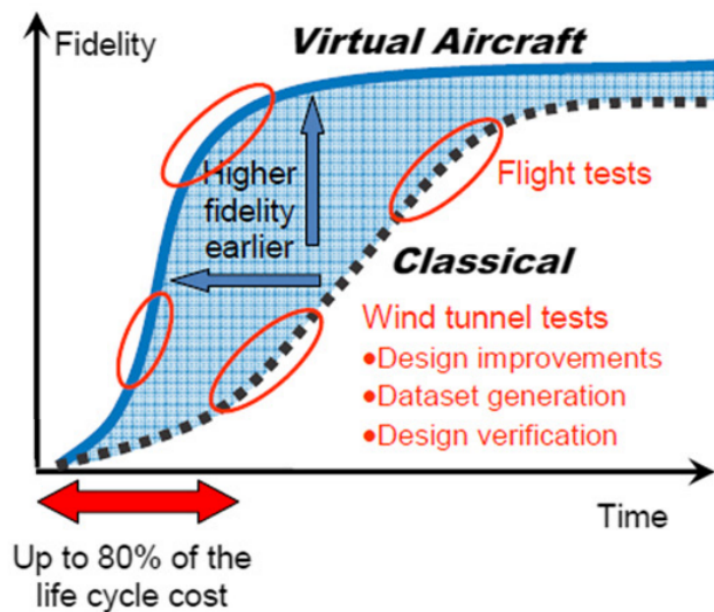 Fidelity
Virtual Aircraft
Higher
fidelity
earlier
Flight tests
Classical
Wind tunnel tests
•Design improvements
•Dataset generation
•Design verification
Time
Up to 80% of the
life cycle cost